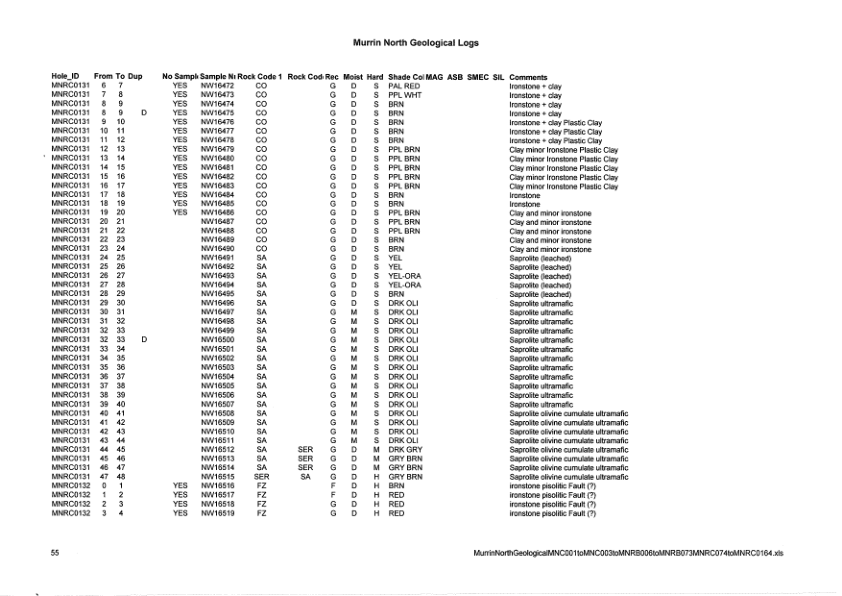 Murrin North Geological Logs
Hole_ID From To Dup No Sampl Sample N Rock Code 1 Rock Cod Rec Moist Hard Shade Col MAG ASB SMEC SIL Comments
MNRC0131 6 7 YES NW16472 CO G D S PAL RED Ironstone + clay
MNRC0131 7 8 YES NW16473 CO G D S PPL WHT Ironstone + clay
MNRC0131 8 9 YES NW16474 CO G D S BRN Ironstone + clay
MNRC0131 8 9 D YES NW16475 CO G D S BRN Ironstone + clay
MNRC0131 9 10 YES NW16476 CO G D S BRN Ironstone + clay Plastic Clay
MNRC0131 10 11 YES NW16477 CO G D S BRN Ironstone + clay Plastic Clay
MNRC0131 11 12 YES NW16478 CO G D S BRN Ironstone + clay Plastic Clay
MNRC0131 12 13 YES NW16479 CO G D S PPL BRN Clay minor Ironstone Plastic Clay
MNRC0131 13 14 YES NW16480 CO G D S PPL BRN Clay minor Ironstone Plastic Clay
MNRC0131 14 15 YES NW16481 CO G D S PPL BRN Clay minor Ironstone Plastic Clay
MNRC0131 15 16 YES NW16482 CO G D S PPL BRN Clay minor Ironstone Plastic Clay
MNRC0131 16 17 YES NW16483 CO G D S PPL BRN Clay minor Ironstone Plastic Clay
MNRC0131 17 18 YES NW16484 CO G D S BRN Ironstone
MNRC0131 18 19 YES NW16485 CO G D S BRN Ironstone
MNRC0131 19 20 YES NW16486 CO G D S PPL BRN Clay and minor ironstone
MNRC0131 20 21 NW16487 CO G D S PPL BRN Clay and minor ironstone
MNRC0131 21 22 NW16488 CO G D S PPL BRN Clay and minor ironstone
MNRC0131 22 23 NW16489 CO G D S BRN Clay and minor ironstone
MNRC0131 23 24 NW16490 CO G D S BRN Clay and minor ironstone
MNRC0131 24 25 NW16491 SA G D S YEL Saprolite (leached)
MNRC0131 25 26 NW16492 SA G D S YEL Saprolite (leached)
MNRC0131 26 27 NW16493 SA G D S YEL-ORA Saprolite (leached)
MNRC0131 27 28 NW16494 SA G D S YEL-ORA Saprolite (leached)
MNRC0131 28 29 NW16495 SA G D S BRN Saprolite (leached)
MNRC0131 29 30 NW16496 SA G D S DRK OLI Saprolite ultramafic
MNRC0131 30 31 NW16497 SA G M S DRK OLI Saprolite ultramafic
MNRC0131 31 32 NW16498 SA G M S DRK OLI Saprolite ultramafic
MNRC0131 32 33 NW16499 SA G M S DRK OLI Saprolite ultramafic
MNRC0131 32 33 D NW16500 SA G M S DRK OLI Saprolite ultramafic
MNRC0131 33 34 NW16501 SA G M S DRK OLI Saprolite ultramafic
MNRC0131 34 35 NW16502 SA G M S DRK OLI Saprolite ultramafic
MNRC0131 35 36 NW16503 SA G M S DRK OLI Saprolite ultramafic
MNRC0131 36 37 NW16504 SA G M S DRK OLI Saprolite ultramafic
MNRC0131 37 38 NW16505 SA G M S DRK OLI Saprolite ultramafic
MNRC0131 38 39 NW16506 SA G M S DRK OLI Saprolite ultramafic
MNRC0131 39 40 NW16507 SA G M S DRK OLI Saprolite ultramafic
MNRC0131 40 41 NW16508 SA G M S DRK OLI Saprolite olivine cumulate ultramafic
MNRC0131 41 42 NW16509 SA G M S DRK OLI Saprolite olivine cumulate ultramafic
MNRC0131 42 43 NW16510 SA G M S DRK OLI Saprolite olivine cumulate ultramafic
MNRC0131 43 44 NW16511 SA G M S DRK OLI Saprolite olivine cumulate ultramafic
MNRC0131 44 45 NW16512 SA SER G D M DRK GRY Saprolite olivine cumulate ultramafic
MNRC0131 45 46 NW16513 SA SER G D M GRY BRN Saprolite olivine cumulate ultramafic
MNRC0131 46 47 NW16514 SA SER G D M GRY BRN Saprolite olivine cumulate ultramafic
MNRC0131 47 48 NW16515 SER SA G D H GRY BRN Saprolite olivine cumulate ultramafic
MNRC0132 0 1 YES NW16516 FZ F D H BRN ironstone pisolitic Fault (?)
MNRC0132 1 2 YES NW16517 FZ F D H RED ironstone pisolitic Fault (?)
MNRC0132 2 3 YES NW16518 FZ G D H RED ironstone pisolitic Fault (?)
MNRC0132 3 4 YES NW16519 FZ G D H RED ironstone pisolitic Fault (?)
55 MurrinNorthGeologicalMNC001toMNC003toMNRB006toMNRB073MNRC074toMNRC0164.xls